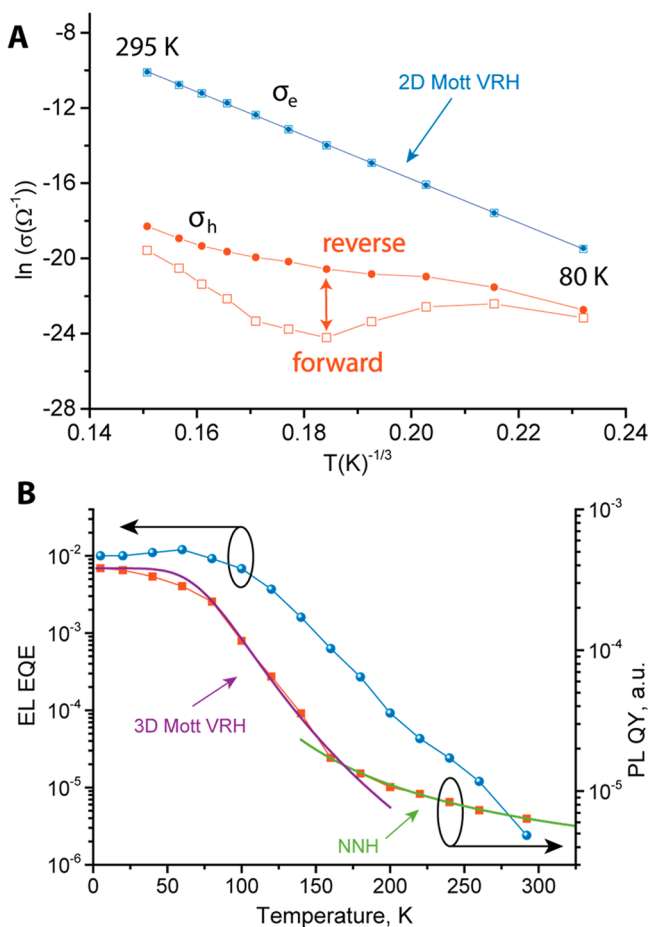 A
-8
295 K
-12
σe
2D Mott VRH
-16
ln (σ(Ω-1))
σh
-20
reverse
80 K
-24
forward
-28
0.14 0.16 0.18 0.20 0.22 0.24
T(K)-1/3
B
10-3
10-2
10-3
10-4
EL EQE
PL QY, a.u.
3D Mott VRH
10-4
10-5
10-5
NNH
10-6
0 50 100 150 200 250 300
Temperature, K